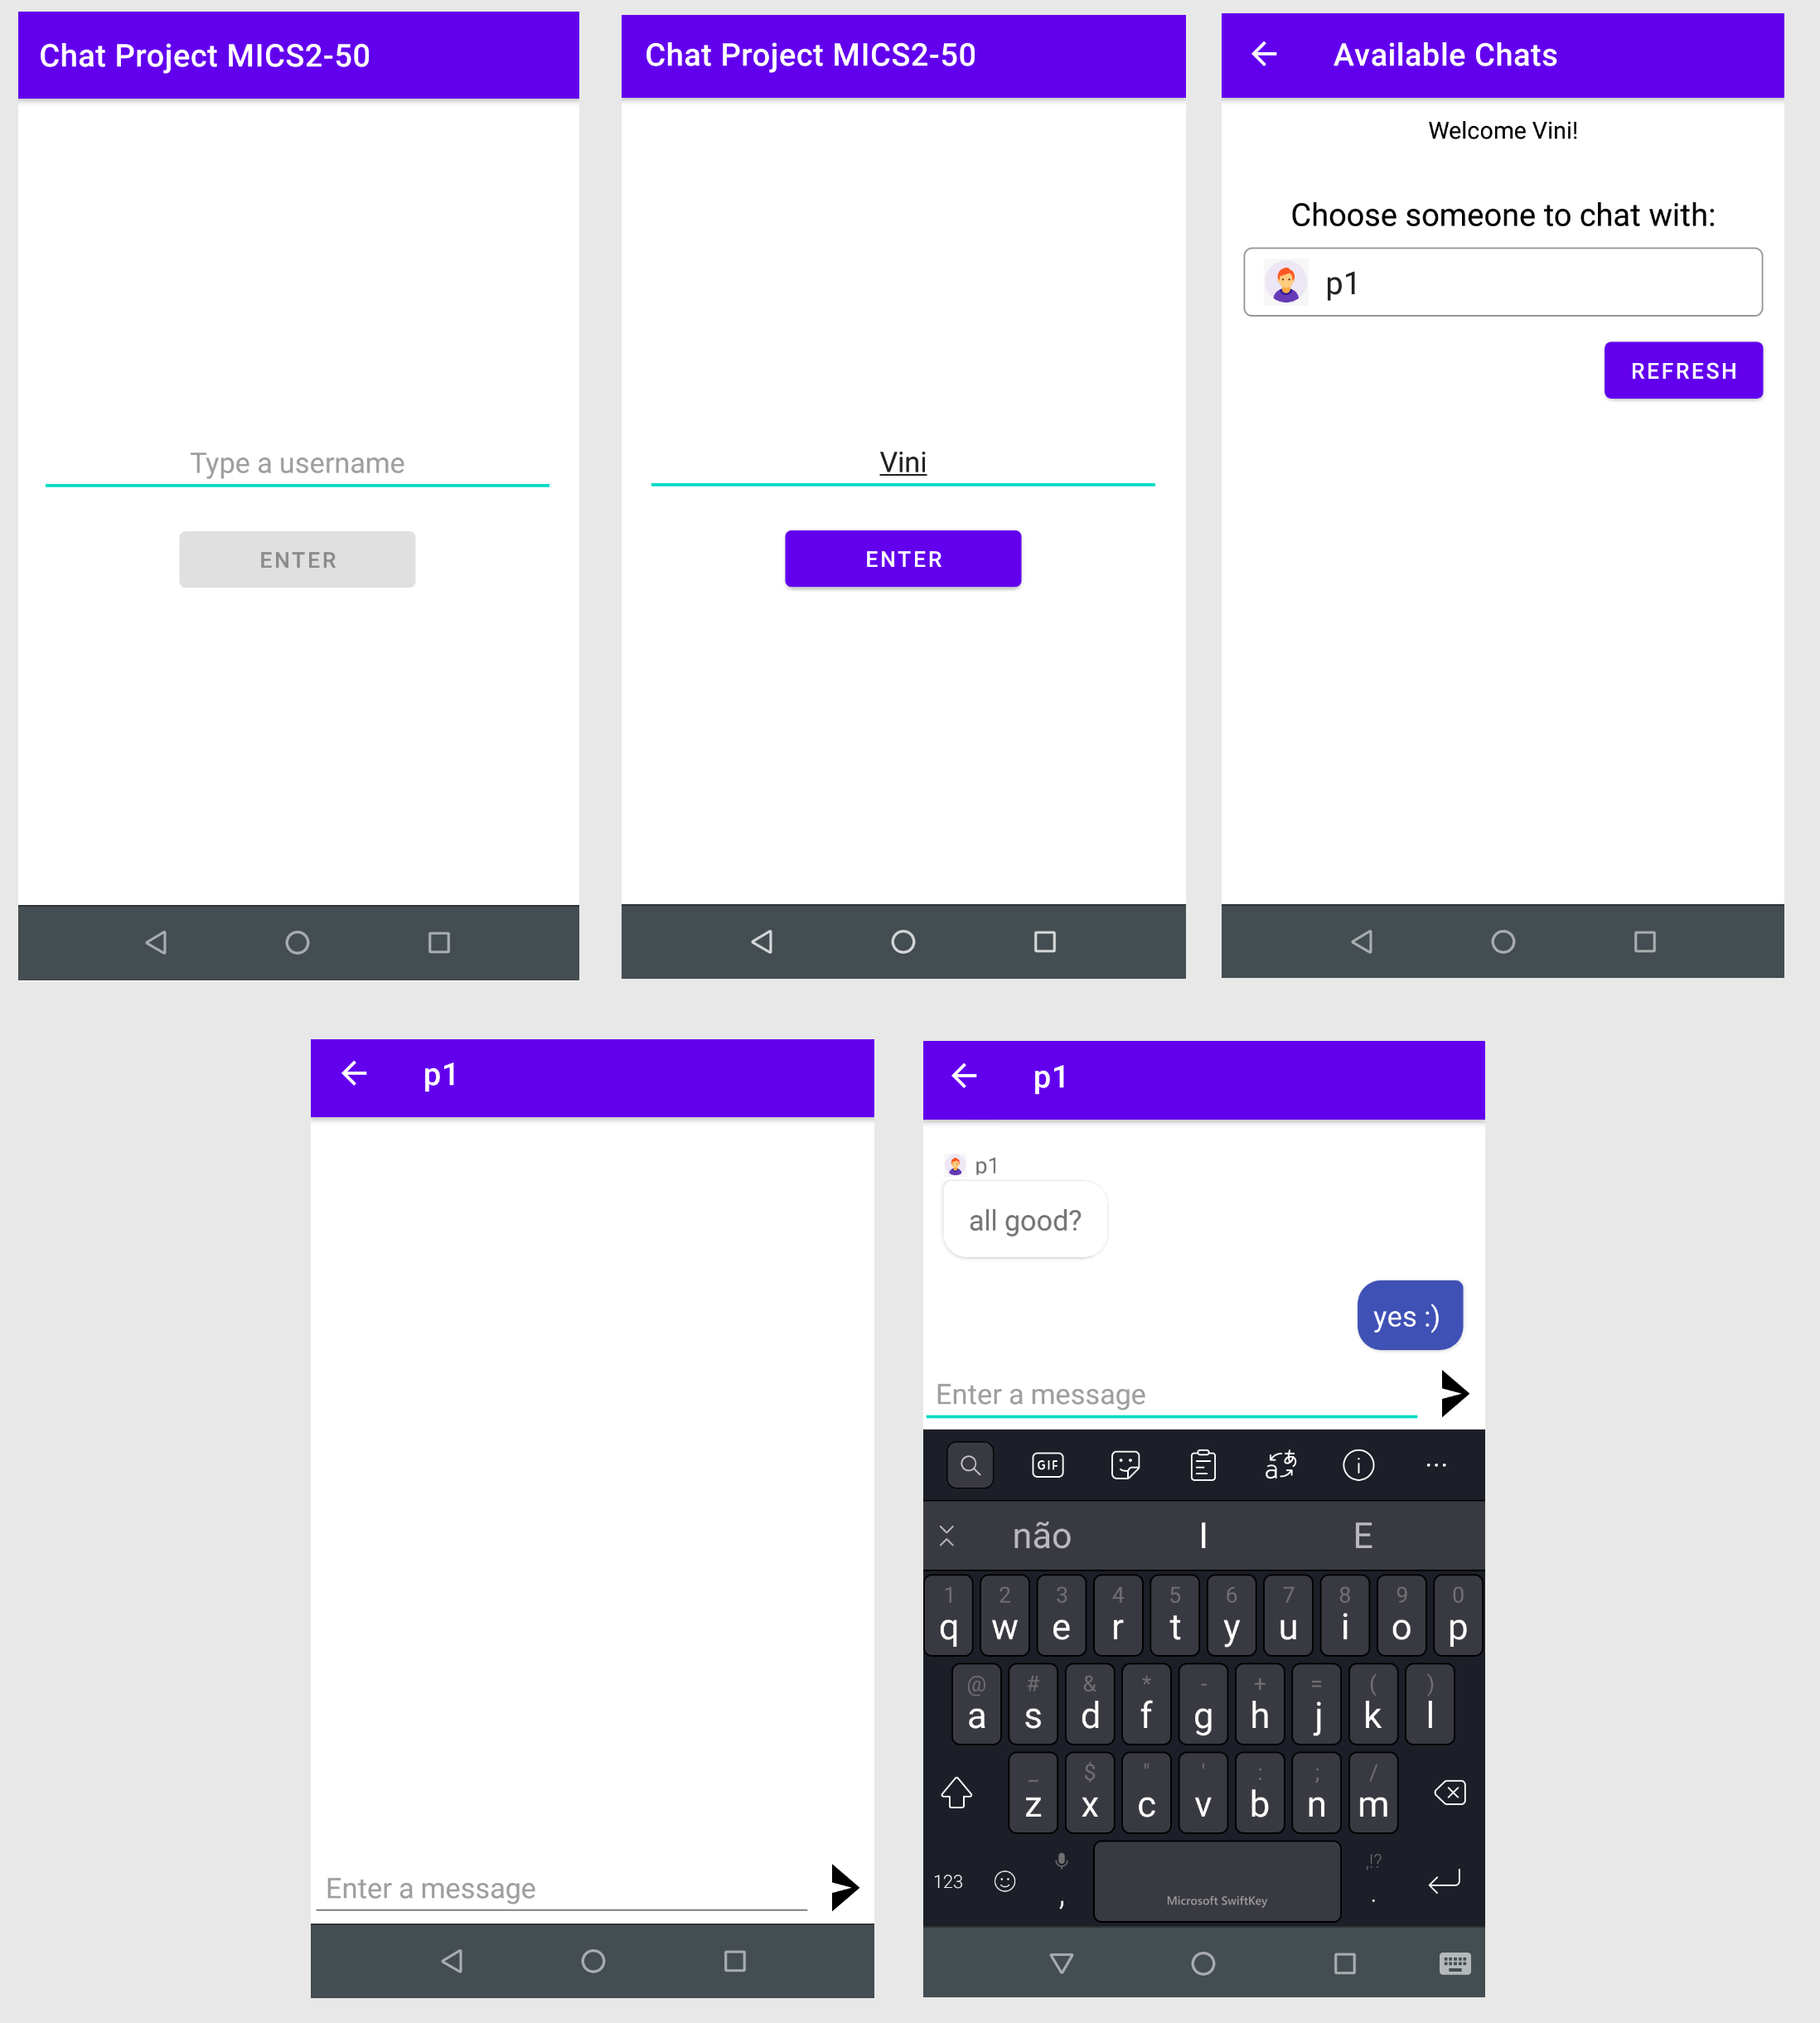 Chat Project MICS2-50
Type a username
ENTER
Chat Project MICS2-50
Vini
ENTER
Available Chats
Welcome Vini!
Choose someone to chat with:
p1
REFRESH
p1
Enter a message
p1
p1
all good?
yes :)
Enter a message
GIF
a あ
não I E
1 2 3 4 5 6 7 8 9 0
q w e r t y u i o p
@ # & * - + = ( )
a s d f g h j k l
_ $ " ' : ; /
z x c v b n m
123 , Microsoft SwiftKey ,!? .